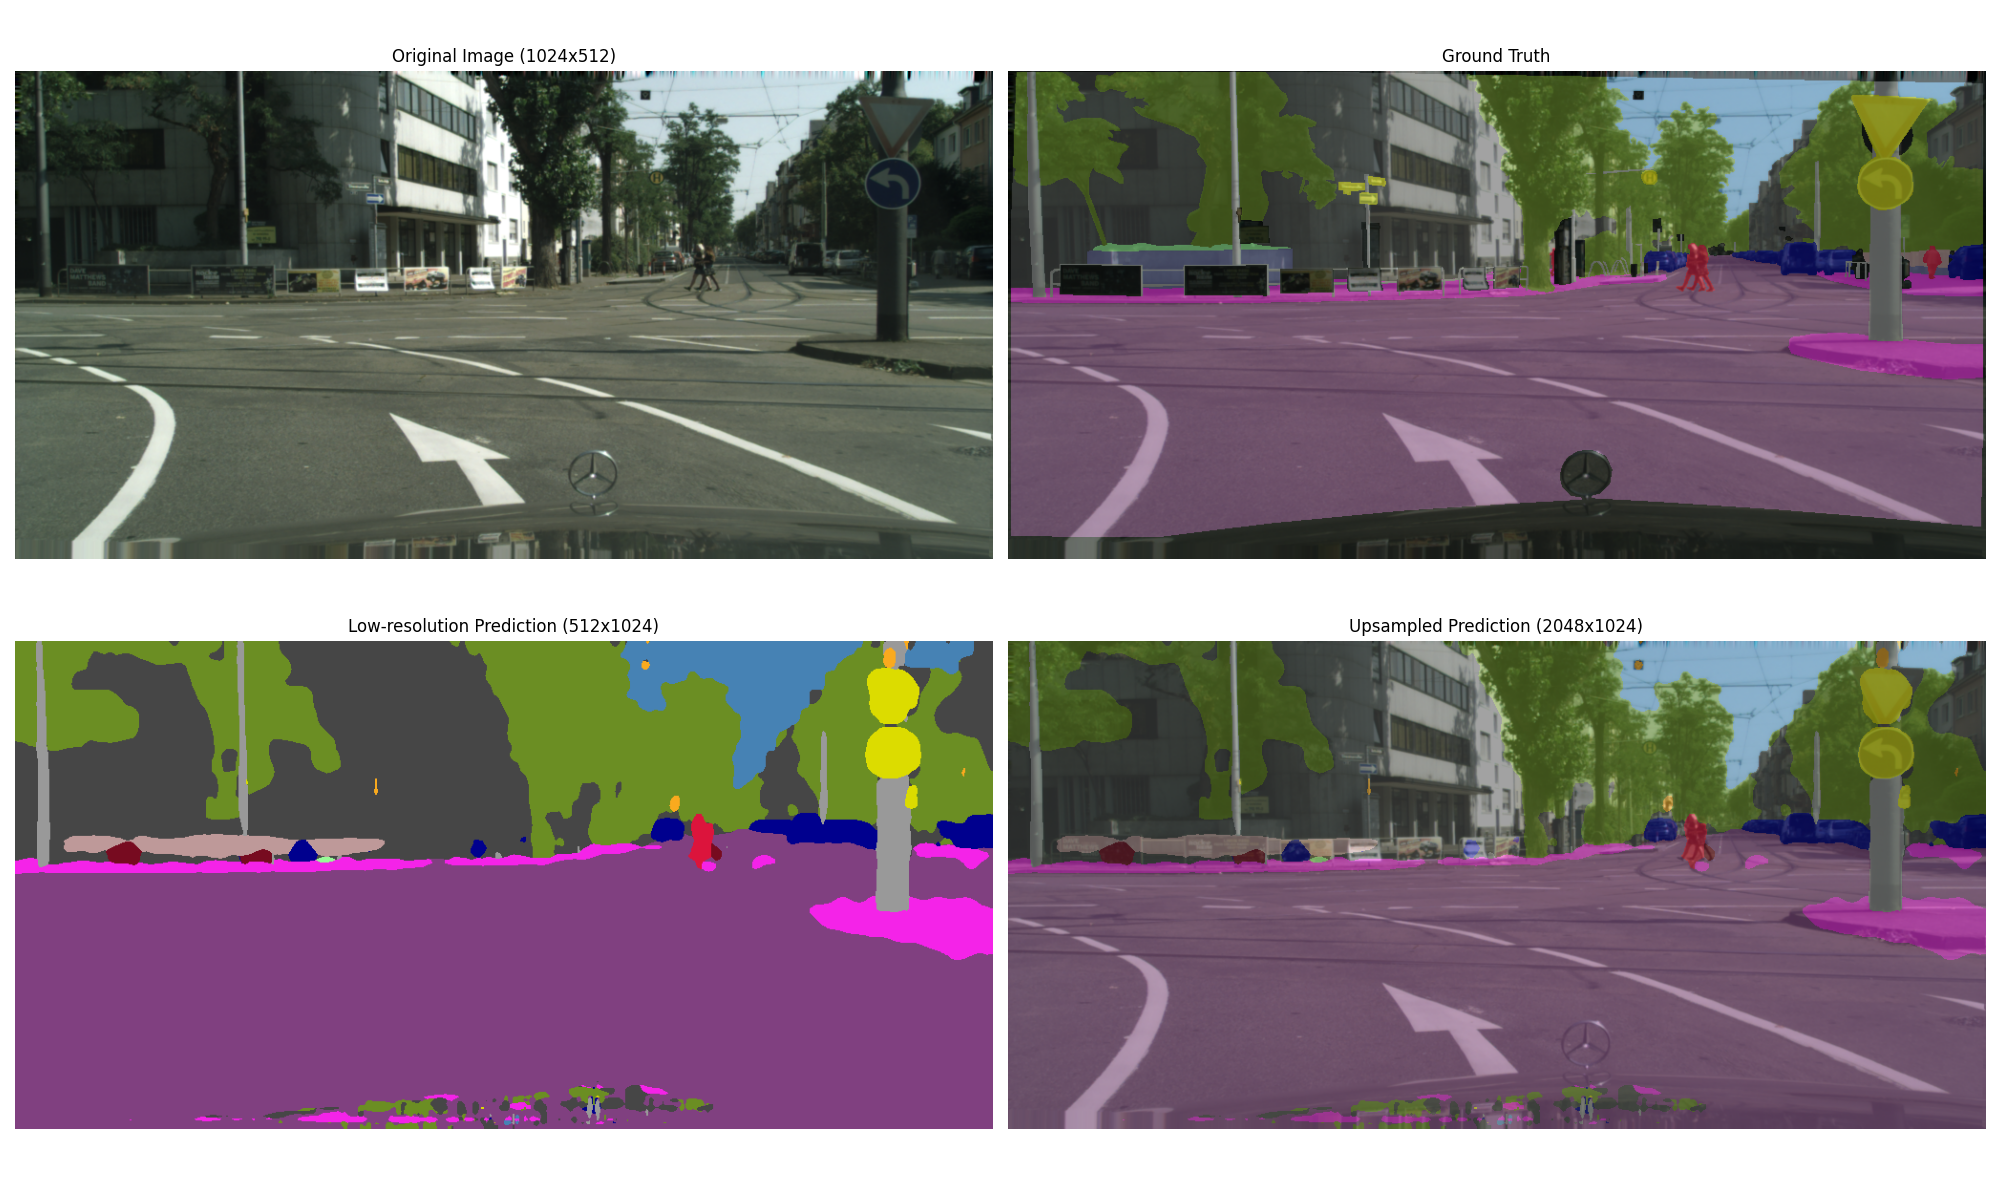 Original Image (1024x512)
Ground Truth
Low-resolution Prediction (512x1024)
Upsampled Prediction (2048x1024)